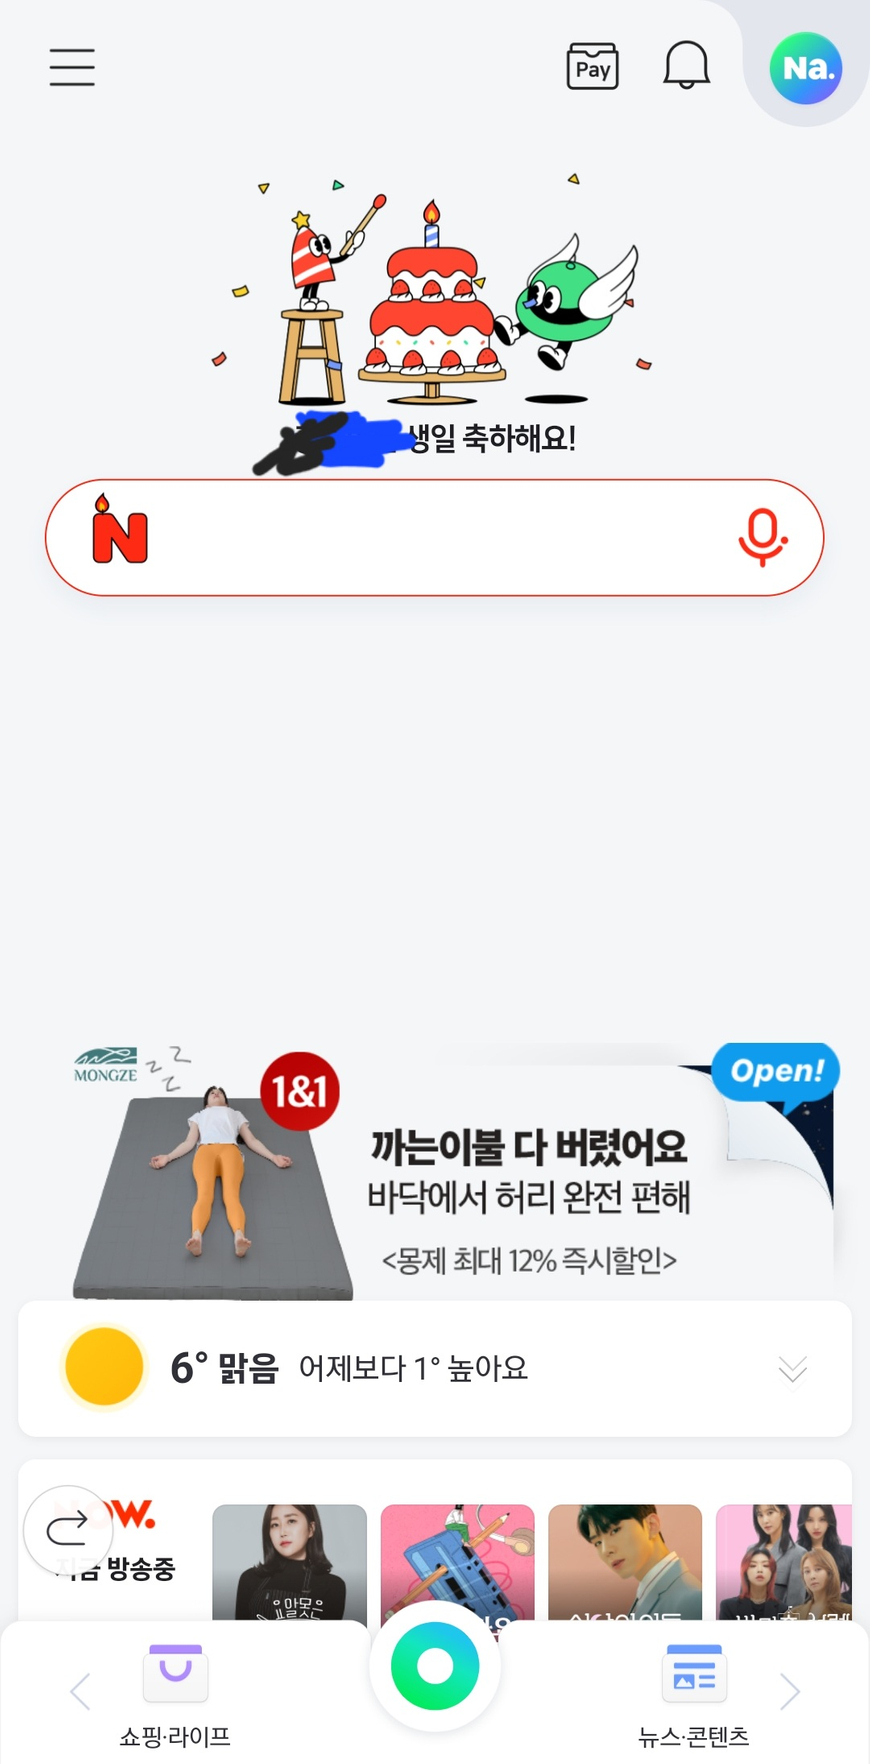 Pay
Na.
생일 축하해요!
N
MONGZE
1&1
Open!
까는이불 다 버렸어요
바닥에서 허리 완전 편해
<몽제 최대 12% 즉시할인>
6° 맑음 어제보다 1° 높아요
NOW.
지금 방송중
쇼핑·라이프
뉴스·콘텐츠